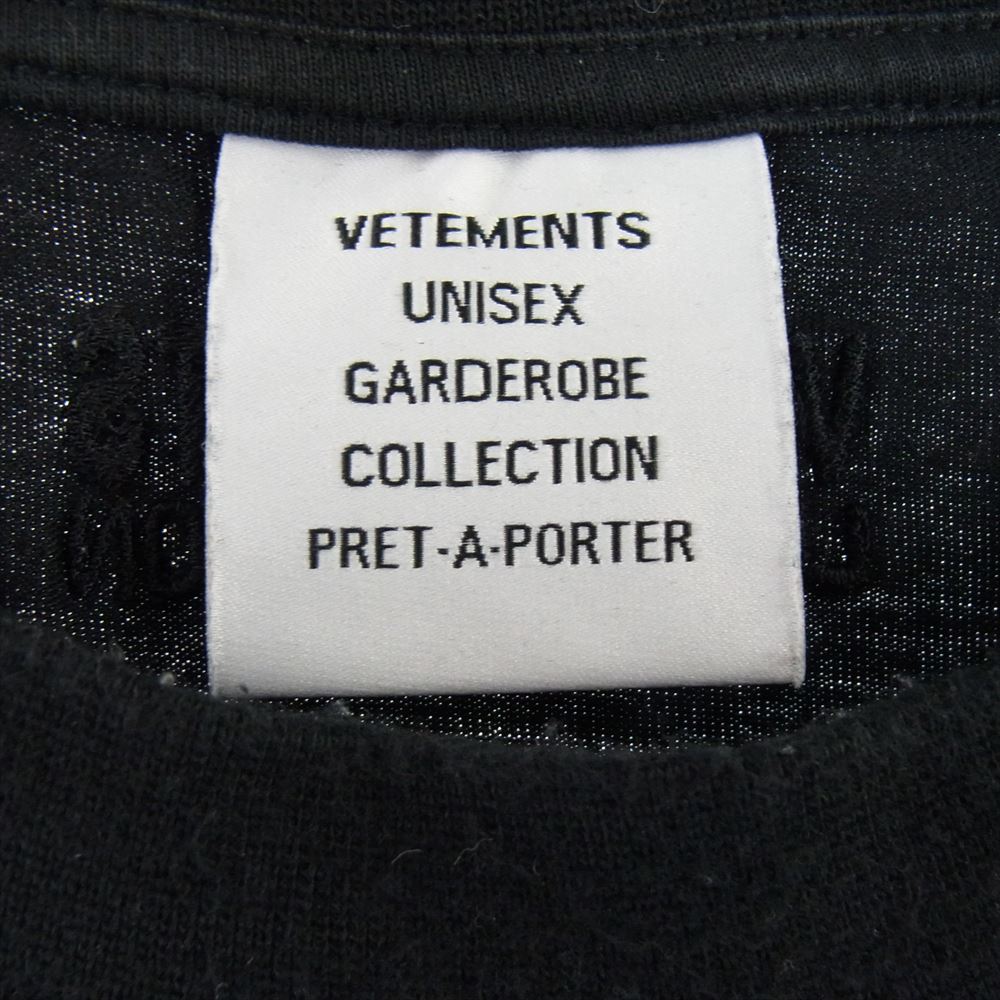 VETEMENTS
UNISEX
GARDEROBE
COLLECTION
PRET-A-PORTER